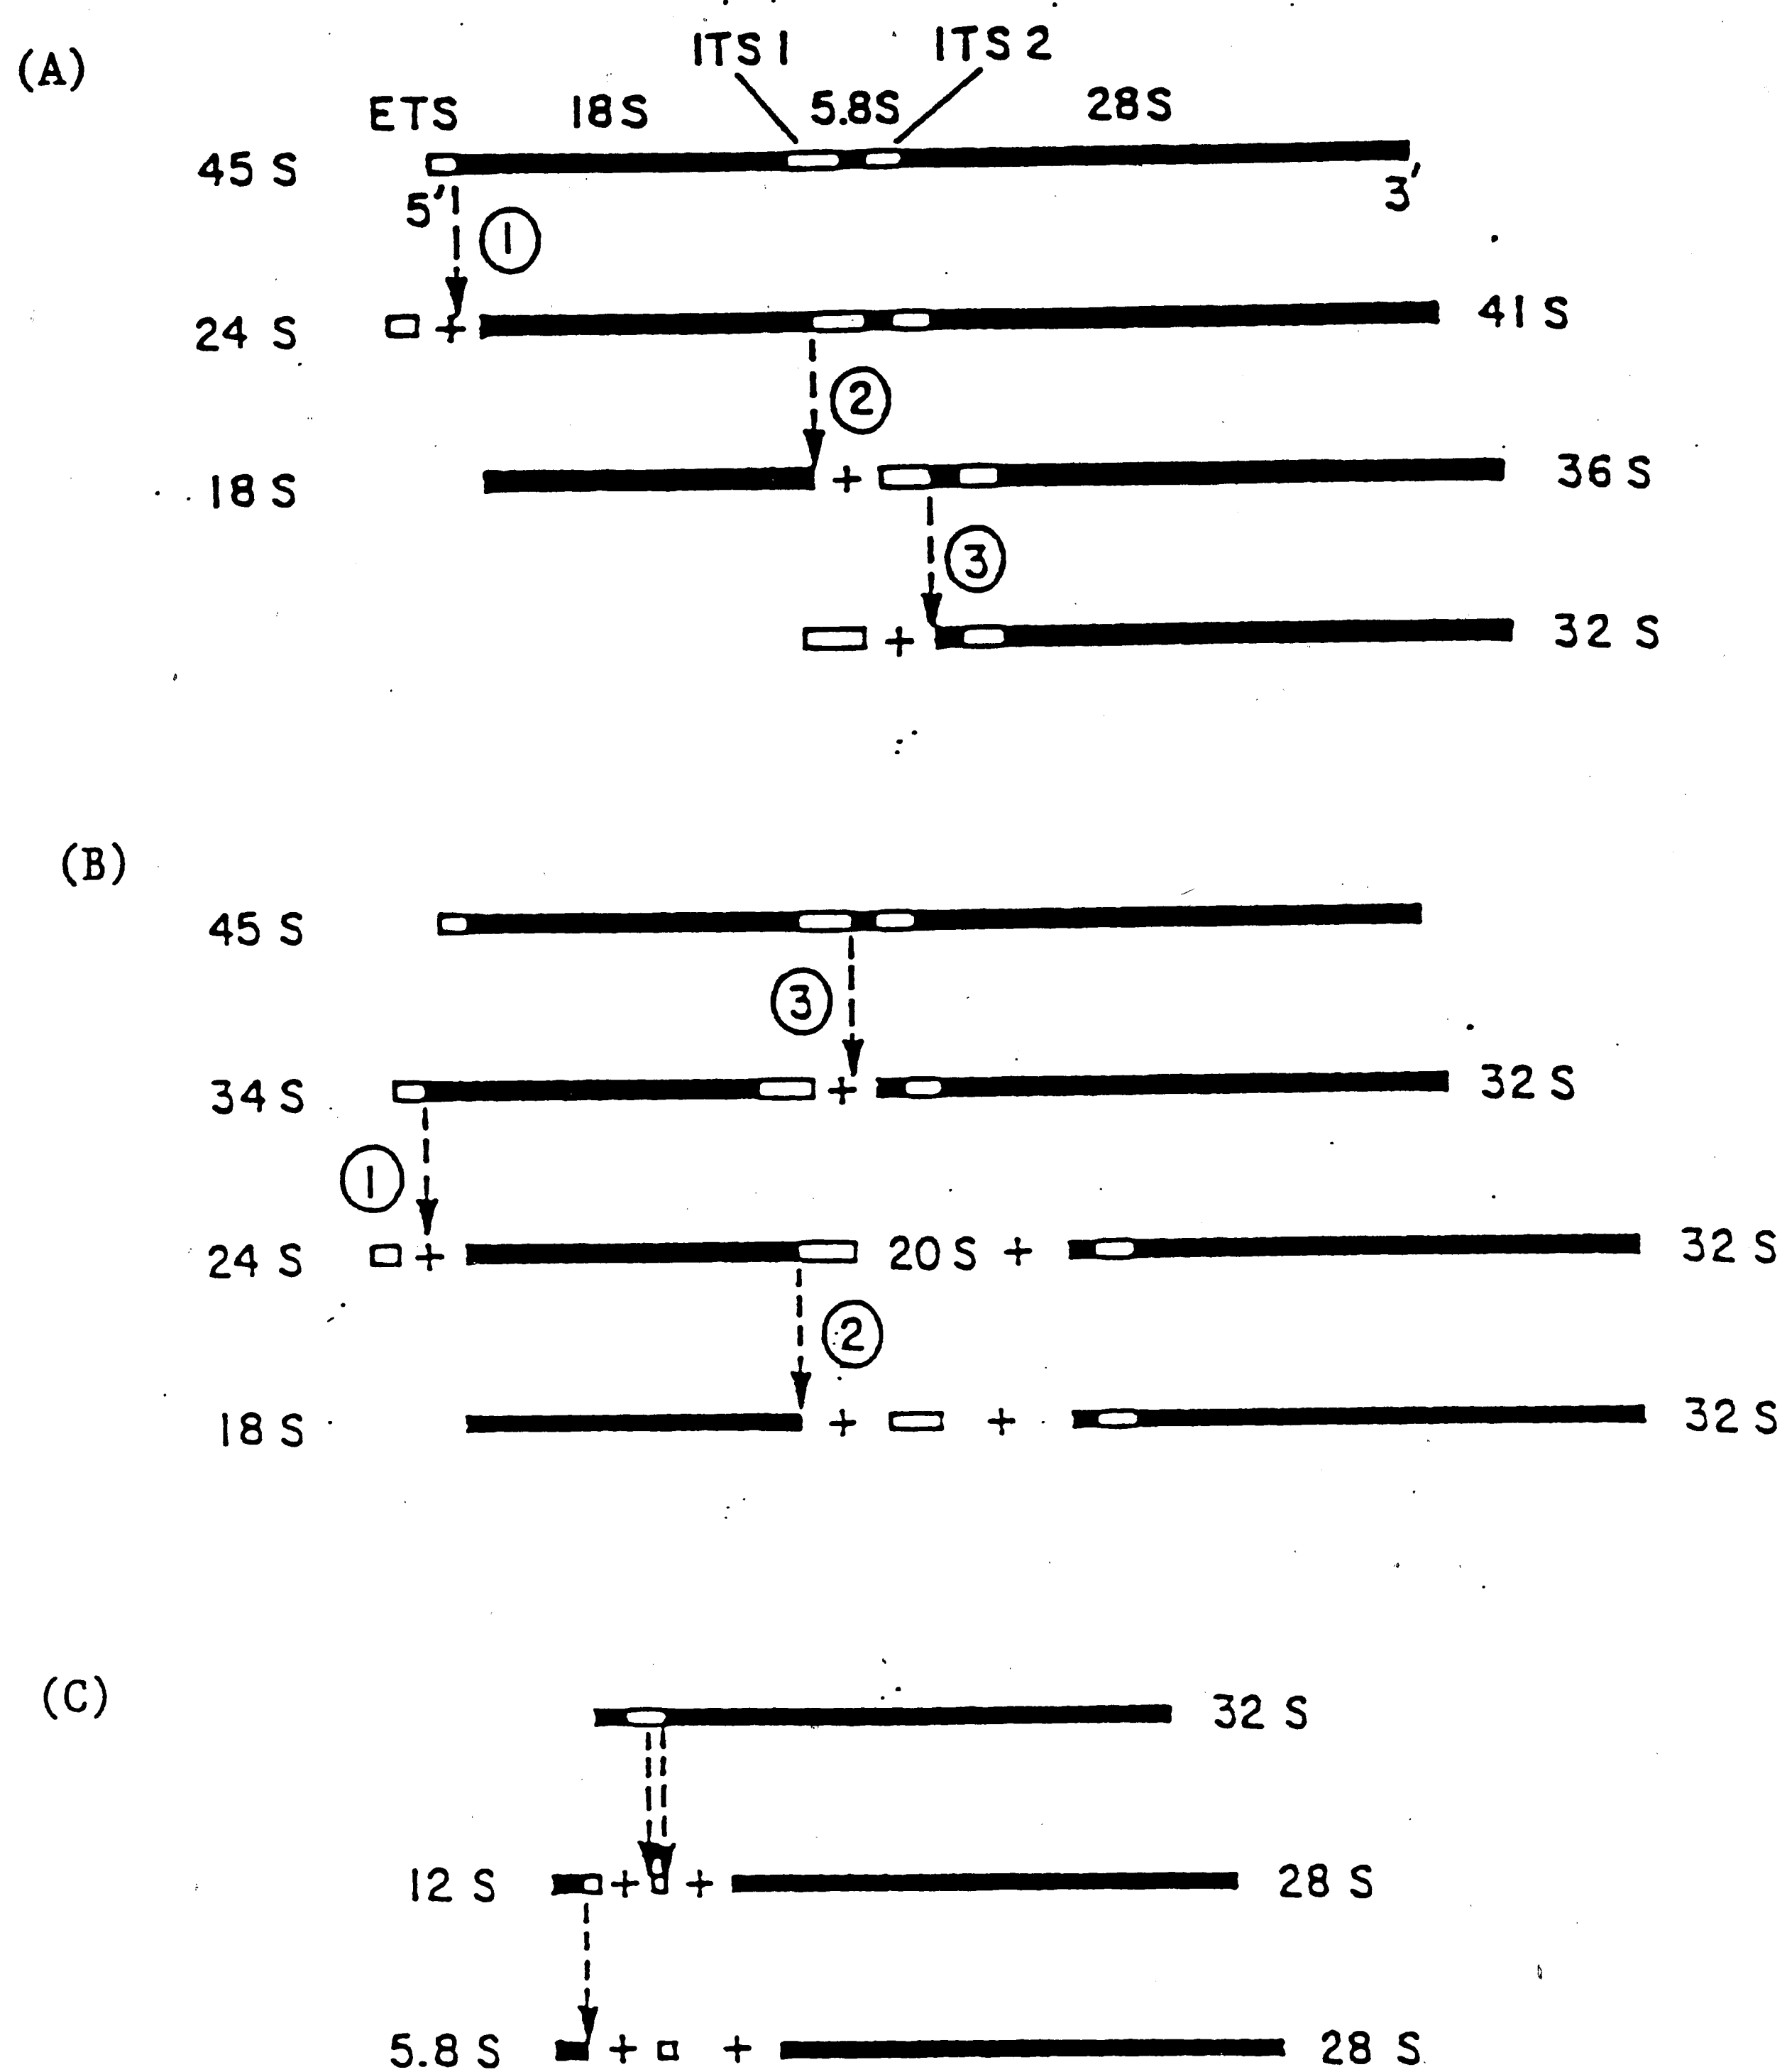 (A)
ITS 1 ITS 2
ETS 18S 5.8S 28S
45 S
5' 3'
1
24 S + 41 S
2
18 S + 36 S
3
+ 32 S
(B)
45 S
3
34 S + 32 S
1
24 S + 20 S + 32 S
2
18 S + + 32 S
(C)
32 S
12 S + + 28 S
5.8 S + + 28 S